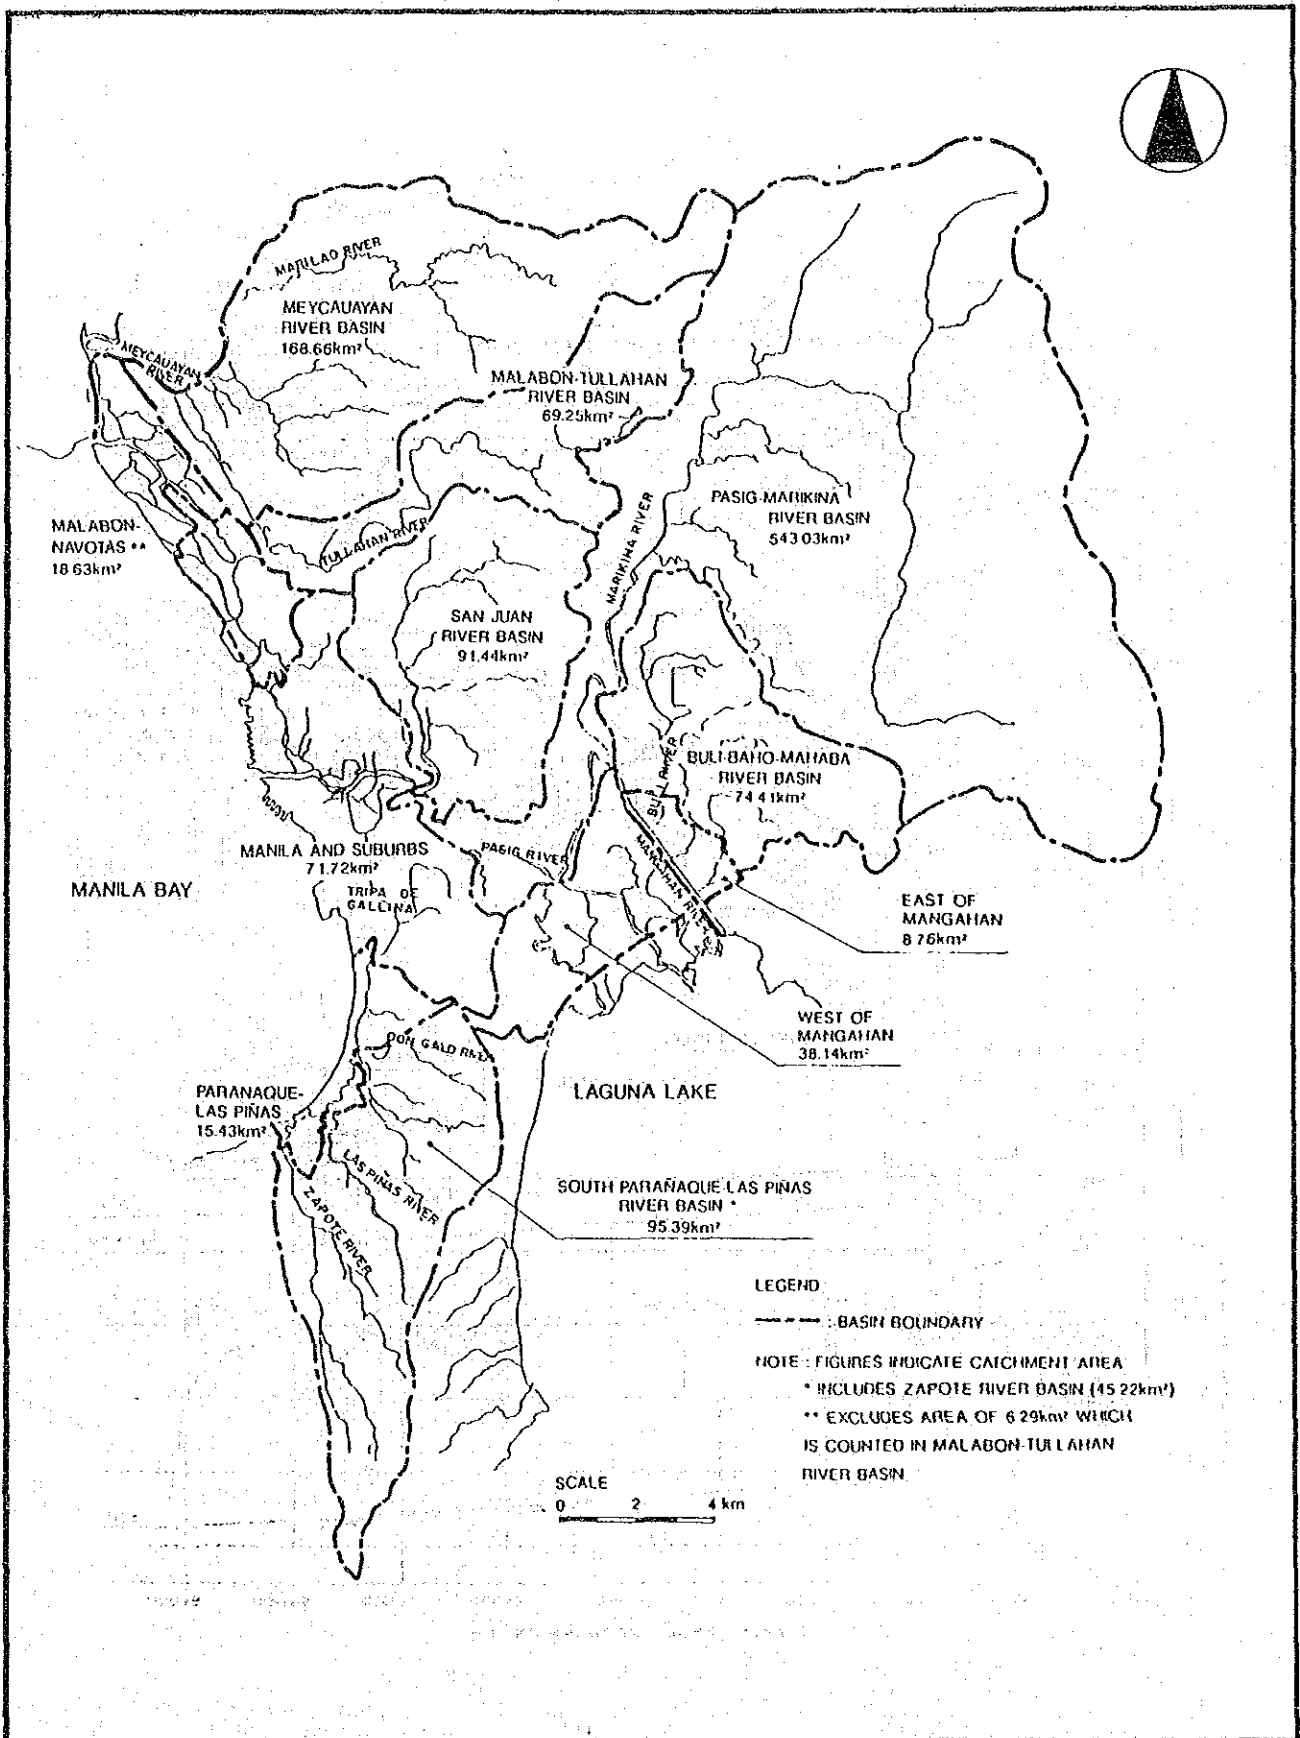 MARILAO RIVER
MEYCAUAYAN
RIVER BASIN
168.66km²
MEYCAUAYAN
RIVER
MALABON-TULLAHAN
RIVER BASIN
69.25km²
PASIG-MARIKINA
RIVER BASIN
543.03km²
MARIKINA RIVER
MALABON-
NAVOTAS **
18.63km²
TULLAHAN RIVER
SAN JUAN
RIVER BASIN
91.44km²
BULI RIVER
BULI-BAHO-MAHABA
RIVER BASIN
74.41km²
MANILA AND SUBURBS
71.72km²
PASIG RIVER
MANGAHAN RIVER
MANILA BAY
TRIPA DE
GALLINA
EAST OF
MANGAHAN
8.76km²
WEST OF
MANGAHAN
38.14km²
DON GALO RIVER
LAGUNA LAKE
PARANAQUE-
LAS PIÑAS
15.43km²
LAS PIÑAS RIVER
ZAPOTE RIVER
SOUTH PARAÑAQUE-LAS PIÑAS
RIVER BASIN *
95.39km²
LEGEND
: BASIN BOUNDARY
NOTE : FIGURES INDICATE CATCHMENT AREA
* INCLUDES ZAPOTE RIVER BASIN (45.22km²)
** EXCLUDES AREA OF 6.29km² WHICH
IS COUNTED IN MALABON-TULLAHAN
RIVER BASIN
SCALE
0 2 4 km